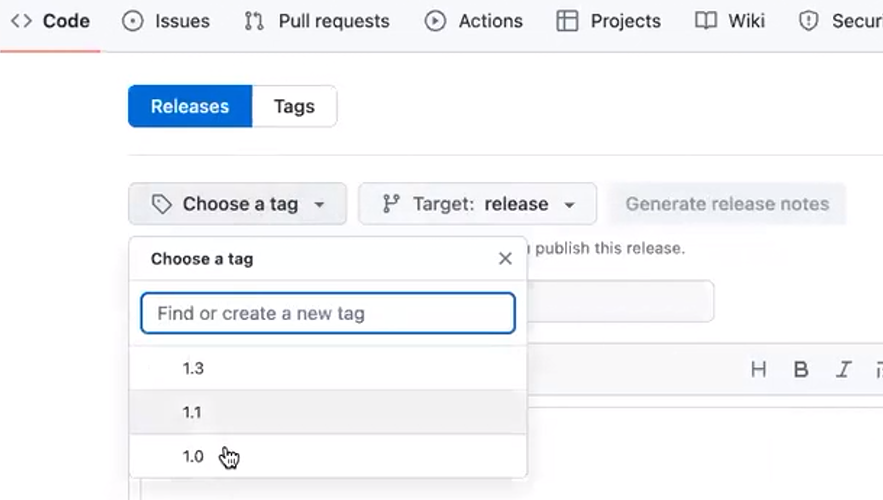 Code Issues Pull requests Actions Projects Wiki
Releases Tags
Choose a tag Target: release Generate release notes
Choose a tag publish this release.
Find or create a new tag
1.3 H B I
1.1
1.0